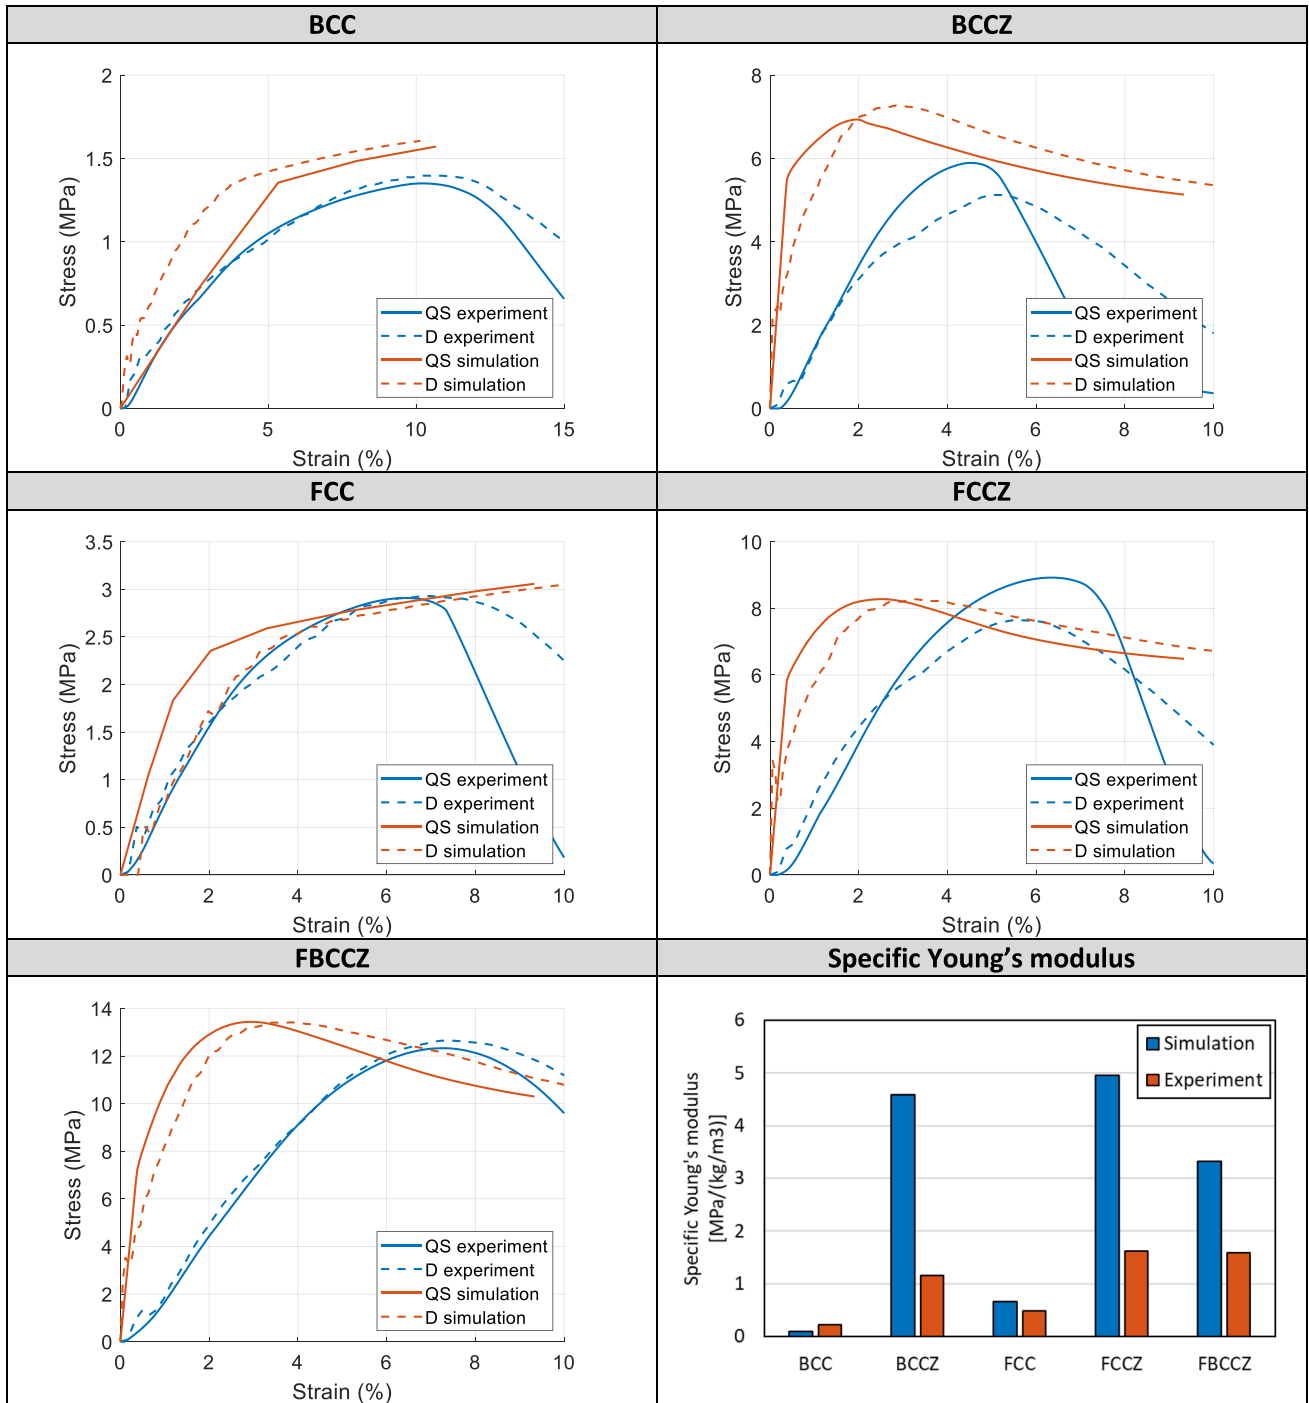 BCC
BCCZ
2
1.5
1
0.5
0
0
5
10
15
Stress (MPa)
Strain (%)
QS experiment
D experiment
QS simulation
D simulation
8
6
4
2
0
0
2
4
6
8
10
Stress (MPa)
Strain (%)
QS experiment
D experiment
QS simulation
D simulation
FCC
FCCZ
3.5
3
2.5
2
1.5
1
0.5
0
0
2
4
6
8
10
Stress (MPa)
Strain (%)
QS experiment
D experiment
QS simulation
D simulation
10
8
6
4
2
0
0
2
4
6
8
10
Stress (MPa)
Strain (%)
QS experiment
D experiment
QS simulation
D simulation
FBCCZ
Specific Young’s modulus
14
12
10
8
6
4
2
0
0
2
4
6
8
10
Stress (MPa)
Strain (%)
QS experiment
D experiment
QS simulation
D simulation
6
5
4
3
2
1
0
Specific Young's modulus
[MPa/(kg/m3)]
Simulation
Experiment
BCC
BCCZ
FCC
FCCZ
FBCCZ